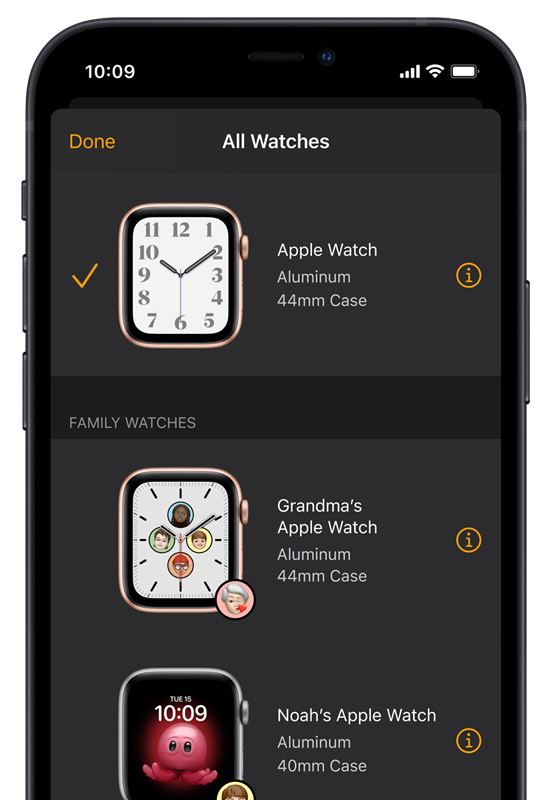 10:09
Done
All Watches
11 12 1
10 2
9 3
8 4
7 6 5
Apple Watch
Aluminum
44mm Case
FAMILY WATCHES
Grandma’s
Apple Watch
Aluminum
44mm Case
TUE 15
10:09
Noah’s Apple Watch
Aluminum
40mm Case